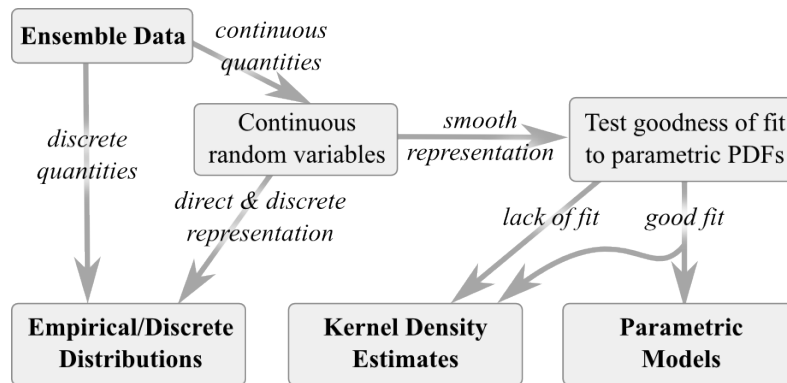 Ensemble Data
continuous
quantities
discrete
quantities
Continuous
random variables
smooth
representation
Test goodness of fit
to parametric PDFs
direct & discrete
representation
lack of fit
good fit
Empirical/Discrete
Distributions
Kernel Density
Estimates
Parametric
Models